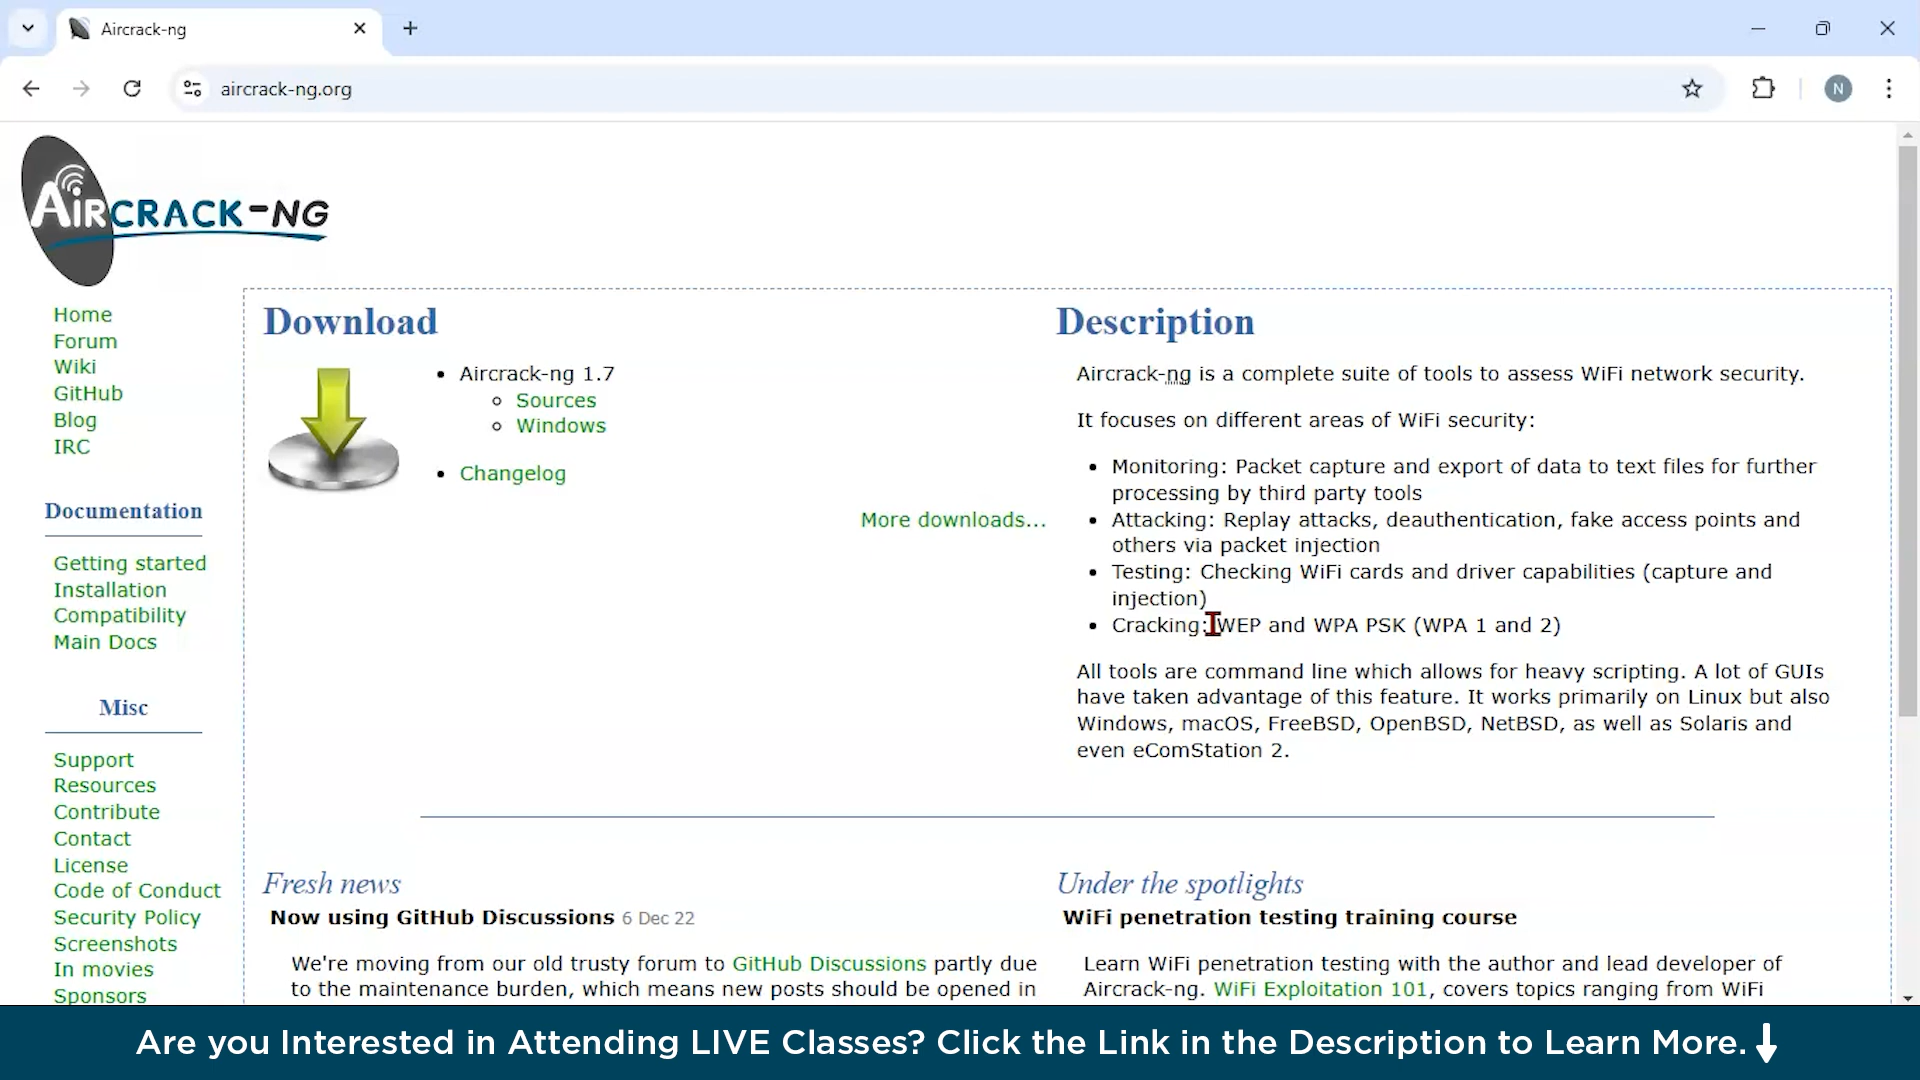 Aircrack-ng
aircrack-ng.org
N
AIRCRACK-NG
Home
Forum
Wiki
GitHub
Blog
IRC
Documentation
Getting started
Installation
Compatibility
Main Docs
Misc
Support
Resources
Contribute
Contact
License
Code of Conduct
Security Policy
Screenshots
In movies
Sponsors
Download
Aircrack-ng 1.7
Sources
Windows
Changelog
More downloads...
Description
Aircrack-ng is a complete suite of tools to assess WiFi network security.
It focuses on different areas of WiFi security:
Monitoring: Packet capture and export of data to text files for further
processing by third party tools
Attacking: Replay attacks, deauthentication, fake access points and
others via packet injection
Testing: Checking WiFi cards and driver capabilities (capture and
injection)
Cracking: WEP and WPA PSK (WPA 1 and 2)
All tools are command line which allows for heavy scripting. A lot of GUIs
have taken advantage of this feature. It works primarily on Linux but also
Windows, macOS, FreeBSD, OpenBSD, NetBSD, as well as Solaris and
even eComStation 2.
Fresh news
Now using GitHub Discussions 6 Dec 22
We're moving from our old trusty forum to GitHub Discussions partly due
to the maintenance burden, which means new posts should be opened in
Under the spotlights
WiFi penetration testing training course
Learn WiFi penetration testing with the author and lead developer of
Aircrack-ng. WiFi Exploitation 101, covers topics ranging from WiFi
Are you Interested in Attending LIVE Classes? Click the Link in the Description to Learn More.